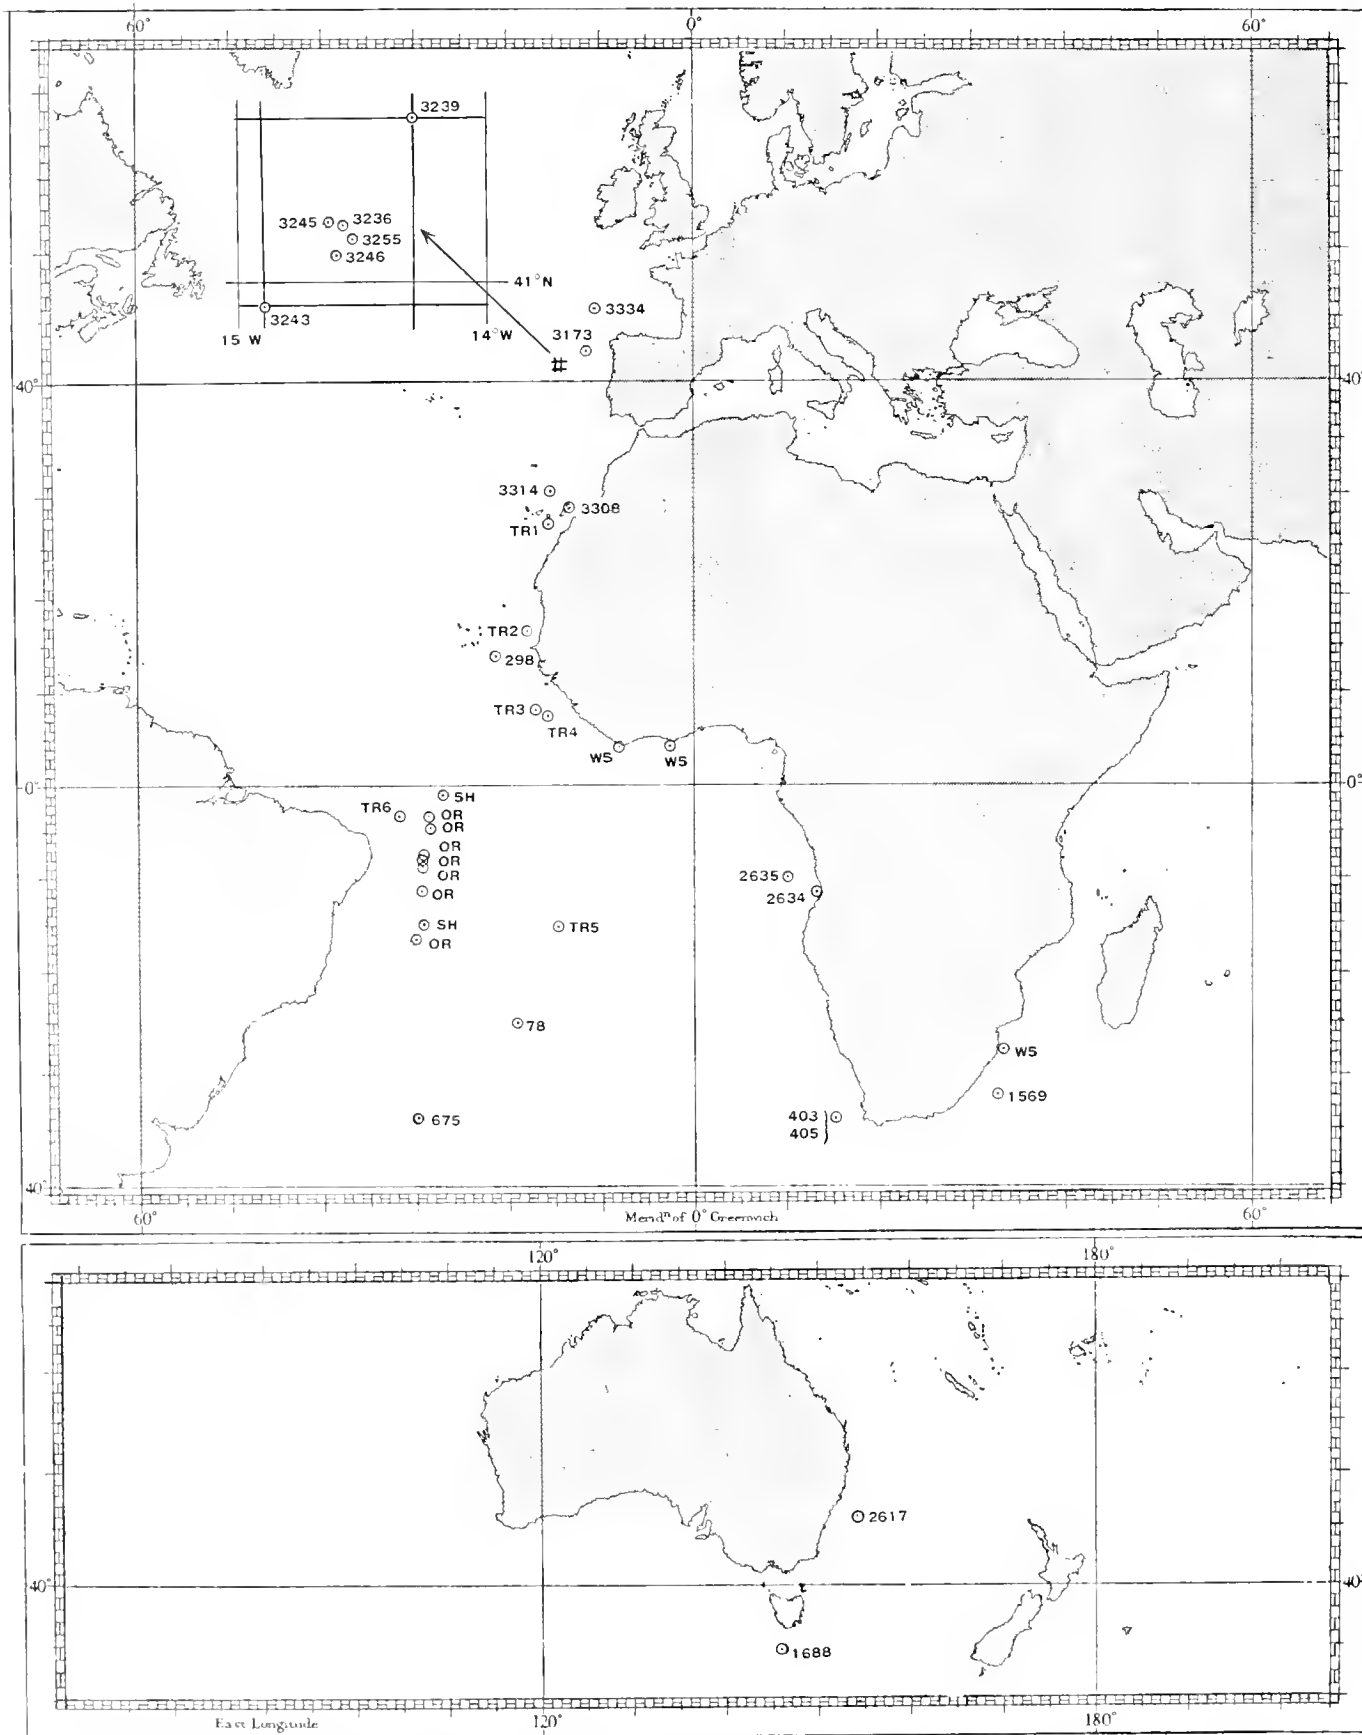 60°
0°
60°
3239
3245
3236
3255
3246
41°N
3243
15 W
14°W
3334
3173
40°
40°
3314
3308
TR1
TR2
298
TR3
TR4
WS
WS
0°
0°
SH
TR6
OR
OR
OR
OR
OR
OR
2635
2634
SH
TR5
OR
78
WS
1569
675
403
405
40°
40°
60°
Merid.ⁿ of 0° Greenwich
60°
120°
180°
2617
40°
40°
1688
East Longitude
120°
180°